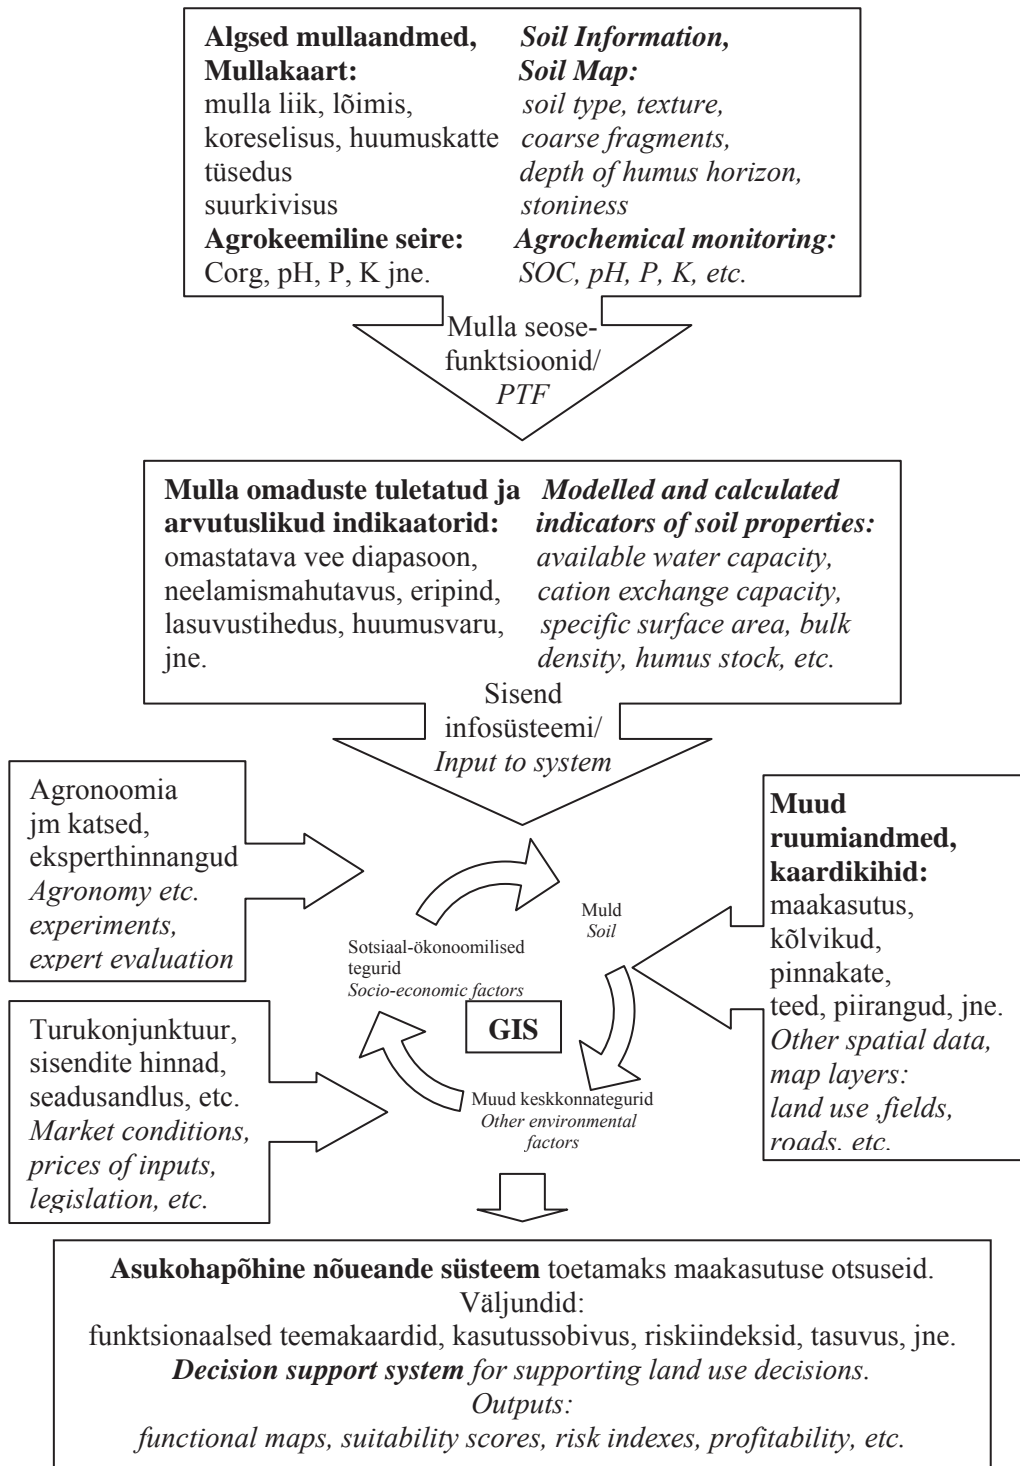 Algsed mullaandmed,
Mullakaart:
mulla liik, lõimis,
koreselisus, huumuskatte
tüsedus
suurkivisus
Agrokeemiline seire:
Corg, pH, P, K jne.
Soil Information,
Soil Map:
soil type, texture,
coarse fragments,
depth of humus horizon,
stoniness
Agrochemical monitoring:
SOC, pH, P, K, etc.
Mulla seose-
funktsioonid/
PTF
Mulla omaduste tuletatud ja
arvutuslikud indikaatorid:
omastatava vee diapasoon,
neelamismahutavus, eripind,
lasuvustihedus, huumusvaru,
jne.
Modelled and calculated
indicators of soil properties:
available water capacity,
cation exchange capacity,
specific surface area, bulk
density, humus stock, etc.
Sisend
infosüsteemi/
Input to system
Agronoomia
jm katsed,
eksperthinnangud
Agronomy etc.
experiments,
expert evaluation
Muud
ruumiandmed,
kaardikihid:
maakasutus,
kõlvikud,
pinnakate,
teed, piirangud, jne.
Other spatial data,
map layers:
land use ,fields,
roads, etc.
Muld
Soil
Sotsiaal-ökonoomilised
tegurid
Socio-economic factors
GIS
Muud keskkonnategurid
Other environmental
factors
Turukonjunktuur,
sisendite hinnad,
seadusandlus, etc.
Market conditions,
prices of inputs,
legislation, etc.
Asukohapõhine nõueande süsteem toetamaks maakasutuse otsuseid.
Väljundid:
funktsionaalsed teemakaardid, kasutussobivus, riskiindeksid, tasuvus, jne.
Decision support system for supporting land use decisions.
Outputs:
functional maps, suitability scores, risk indexes, profitability, etc.